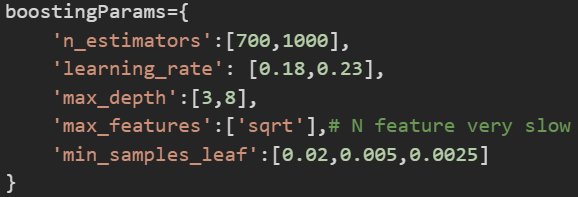 boostingParams={
'n_estimators':[700,1000],
'learning_rate': [0.18,0.23],
'max_depth':[3,8],
'max_features':['sqrt'],# N feature very slow
'min_samples_leaf':[0.02,0.005,0.0025]
}